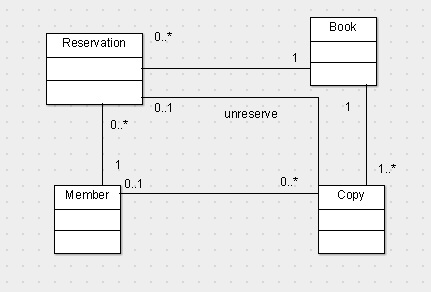 Book
Reservation
0..*
1
0..1
unreserve
1
0..*
1
1..*
Member
0..1
0..*
Copy